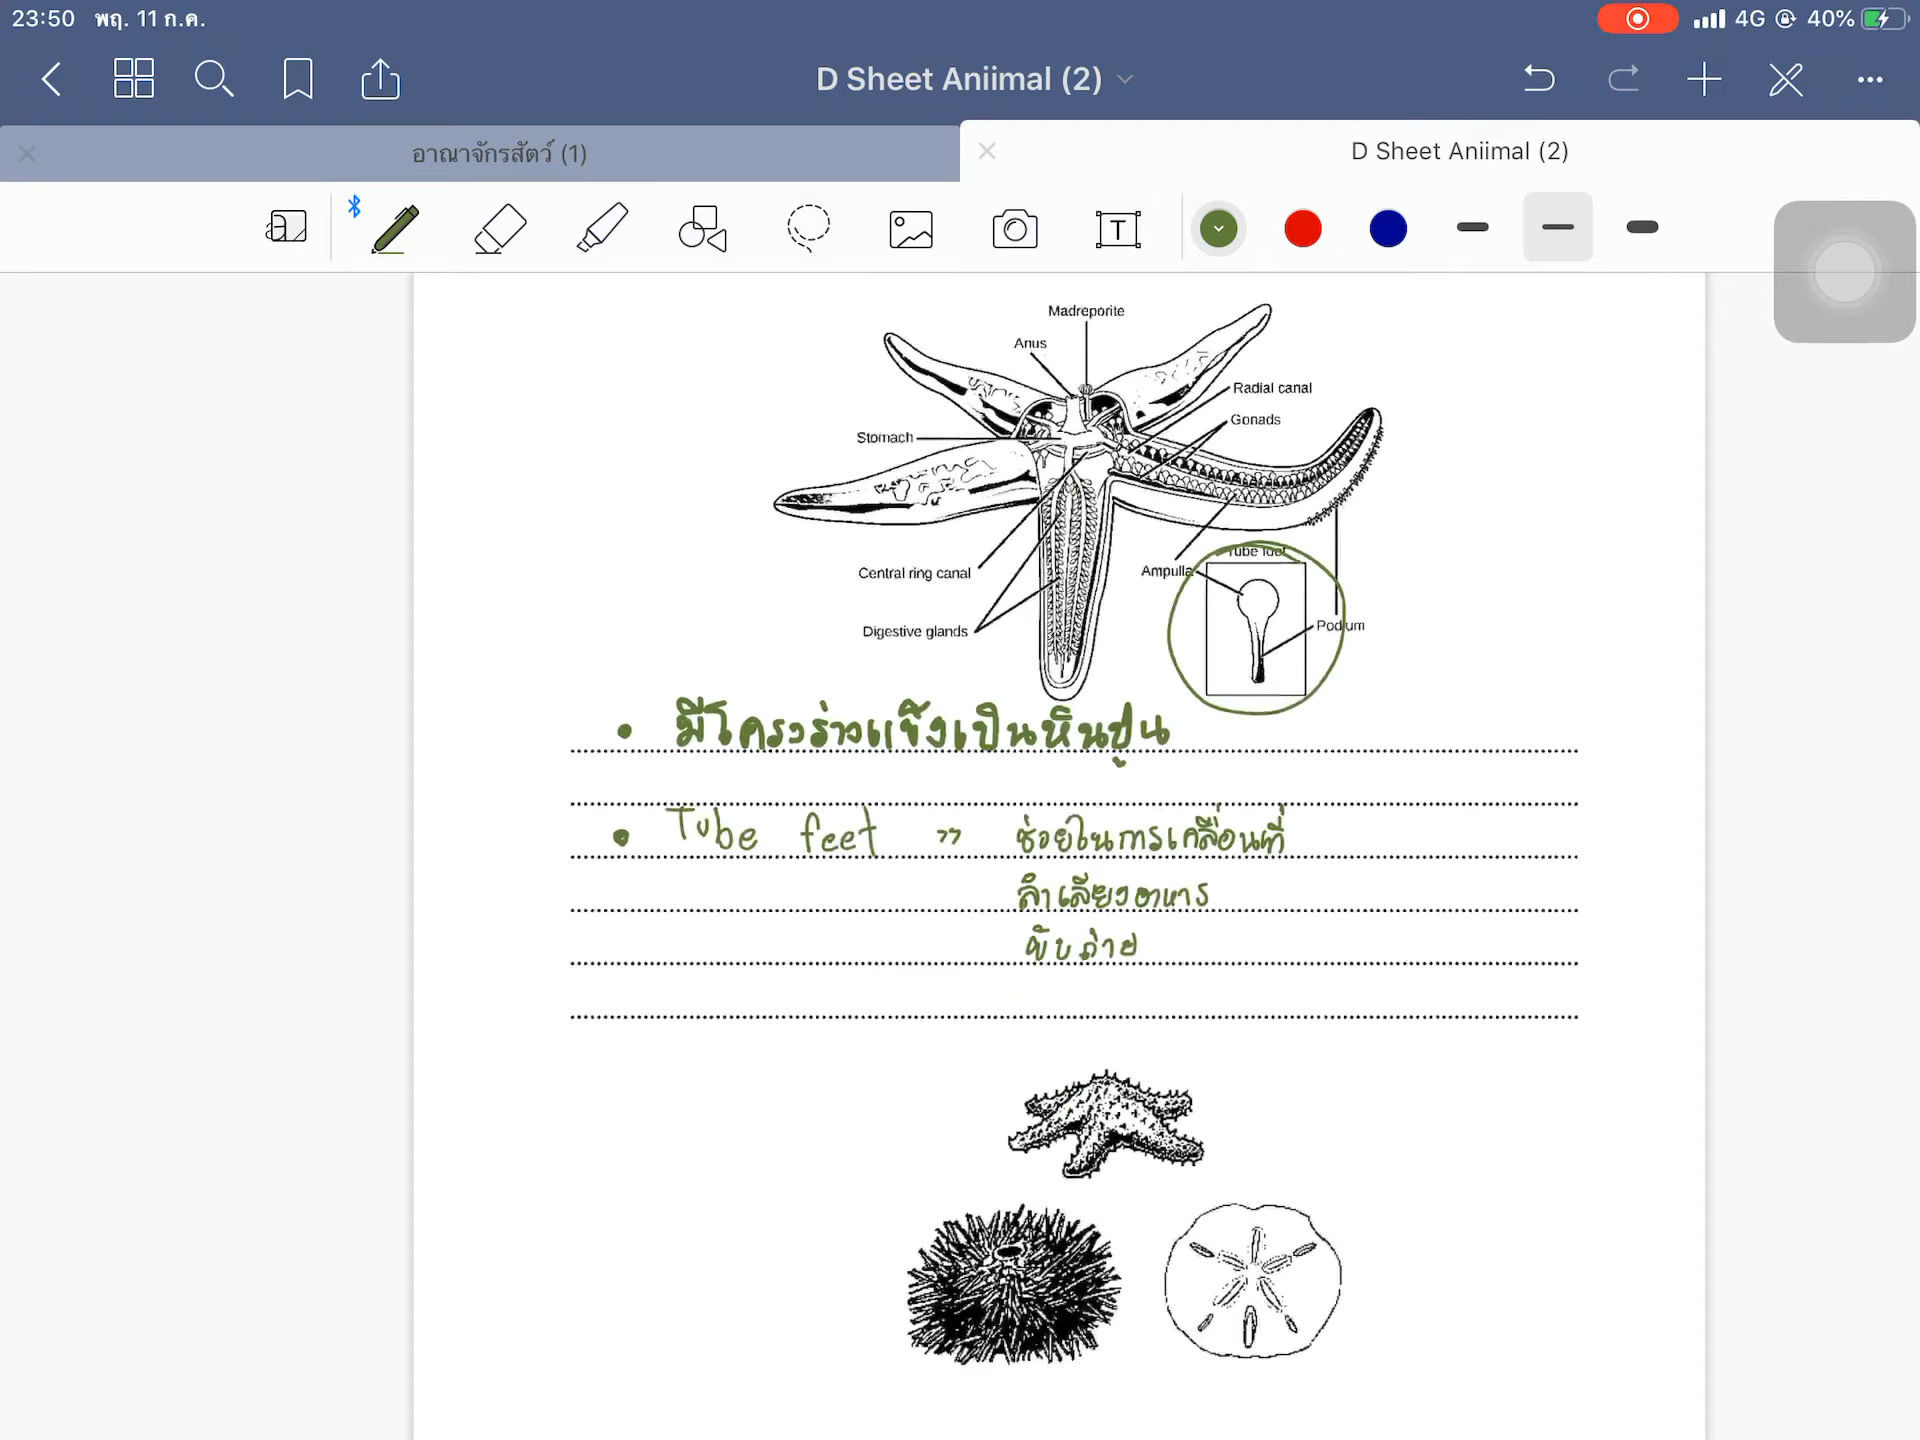 23:50 พฤ. 11 ก.ค.
4G 40%
D Sheet Aniimal (2)
อาณาจักรสัตว์ (1)
D Sheet Aniimal (2)
T
Madreporite
Anus
Radial canal
Gonads
Stomach
Tube foot
Ampulla
Central ring canal
Podium
Digestive glands
• มีโครงร่างแข็งเป็นหินปูน
• Tube feet >> ช่วยในการเคลื่อนที่
ลำเลียงอาหาร
ขับถ่าย